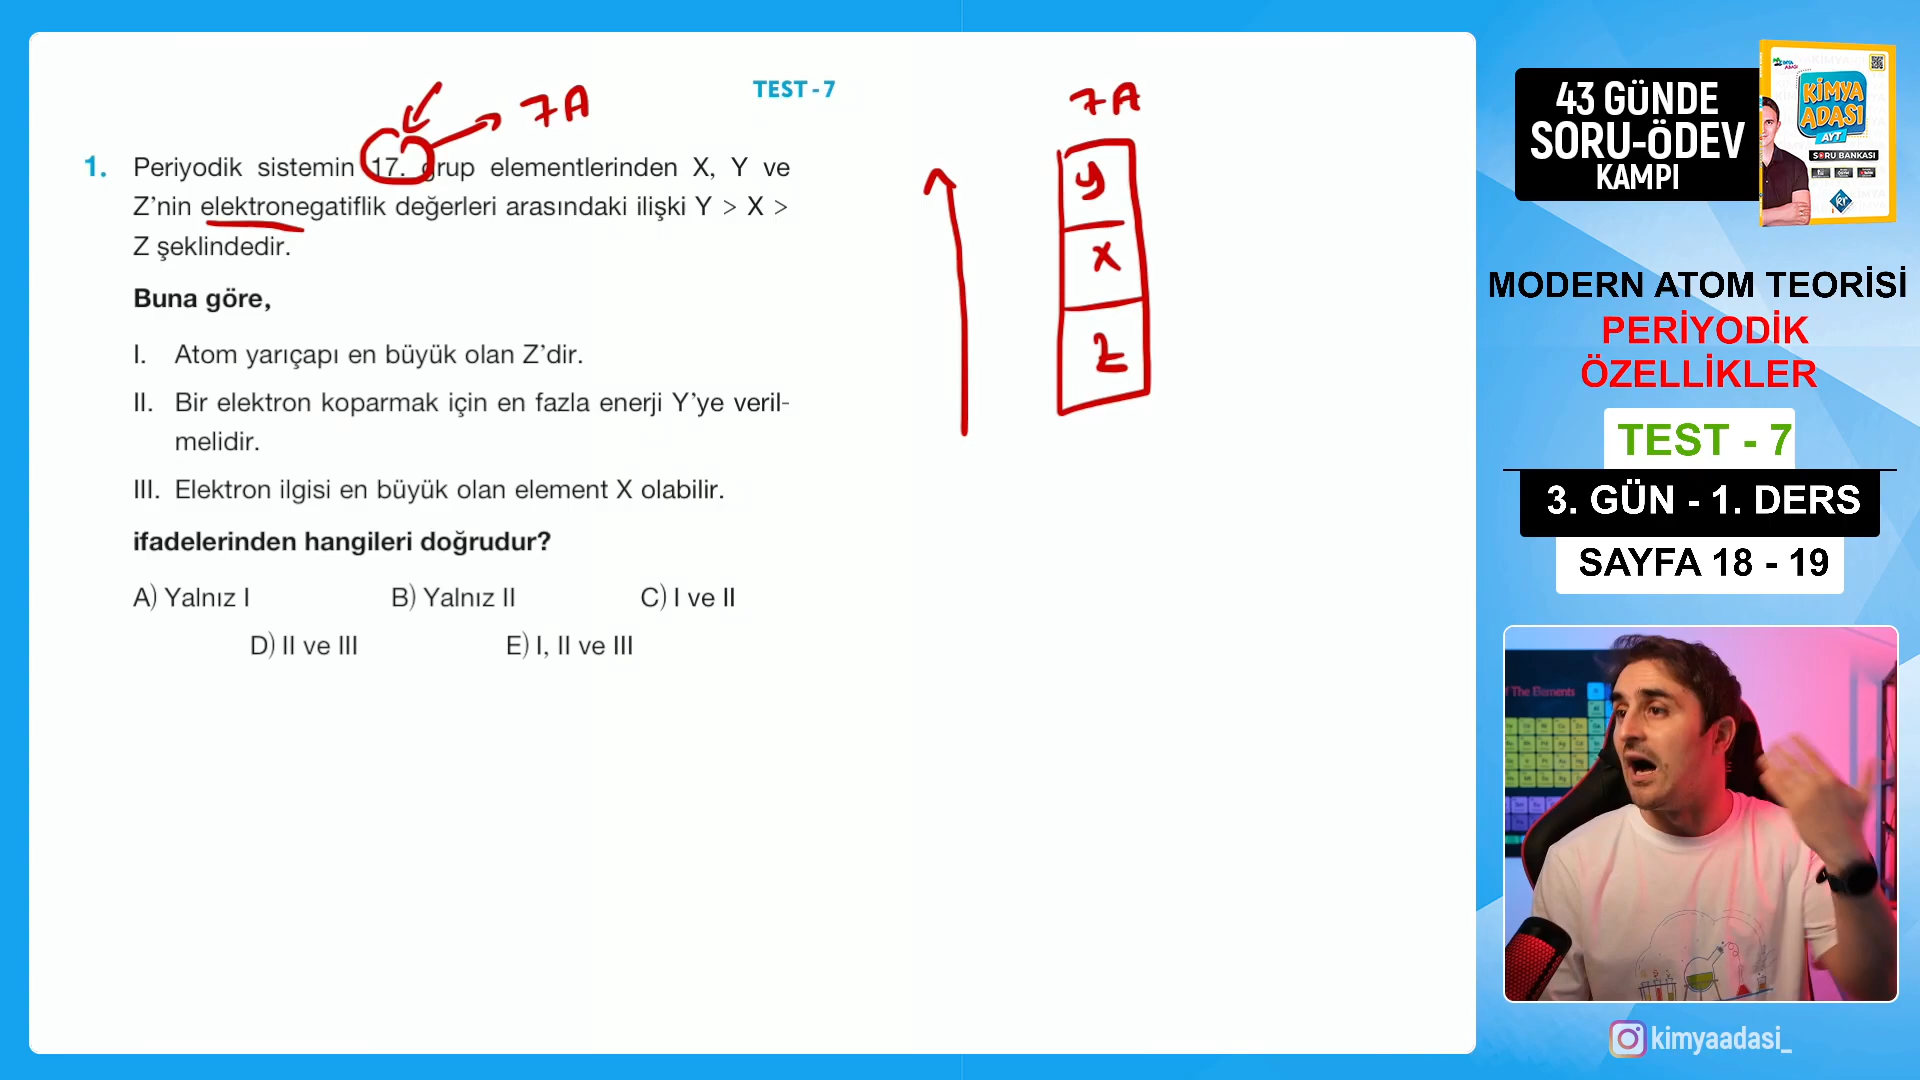 TEST - 7
7A
7A
1. Periyodik sistemin 17. grup elementlerinden X, Y ve
Z'nin elektronegatiflik değerleri arasındaki ilişki Y > X >
Z şeklindedir.
Buna göre,
I. Atom yarıçapı en büyük olan Z'dir.
II. Bir elektron koparmak için en fazla enerji Y'ye veril-
melidir.
III. Elektron ilgisi en büyük olan element X olabilir.
ifadelerinden hangileri doğrudur?
A) Yalnız I B) Yalnız II C) I ve II
D) II ve III E) I, II ve III
y
x
z
43 GÜNDE
SORU-ÖDEV
KAMPI
KİMYA
ADASI
AYT
SORU BANKASI
MODERN ATOM TEORİSİ
PERİYODİK
ÖZELLİKLER
TEST - 7
3. GÜN - 1. DERS
SAYFA 18 - 19
f The Elements
kimyaadasi_